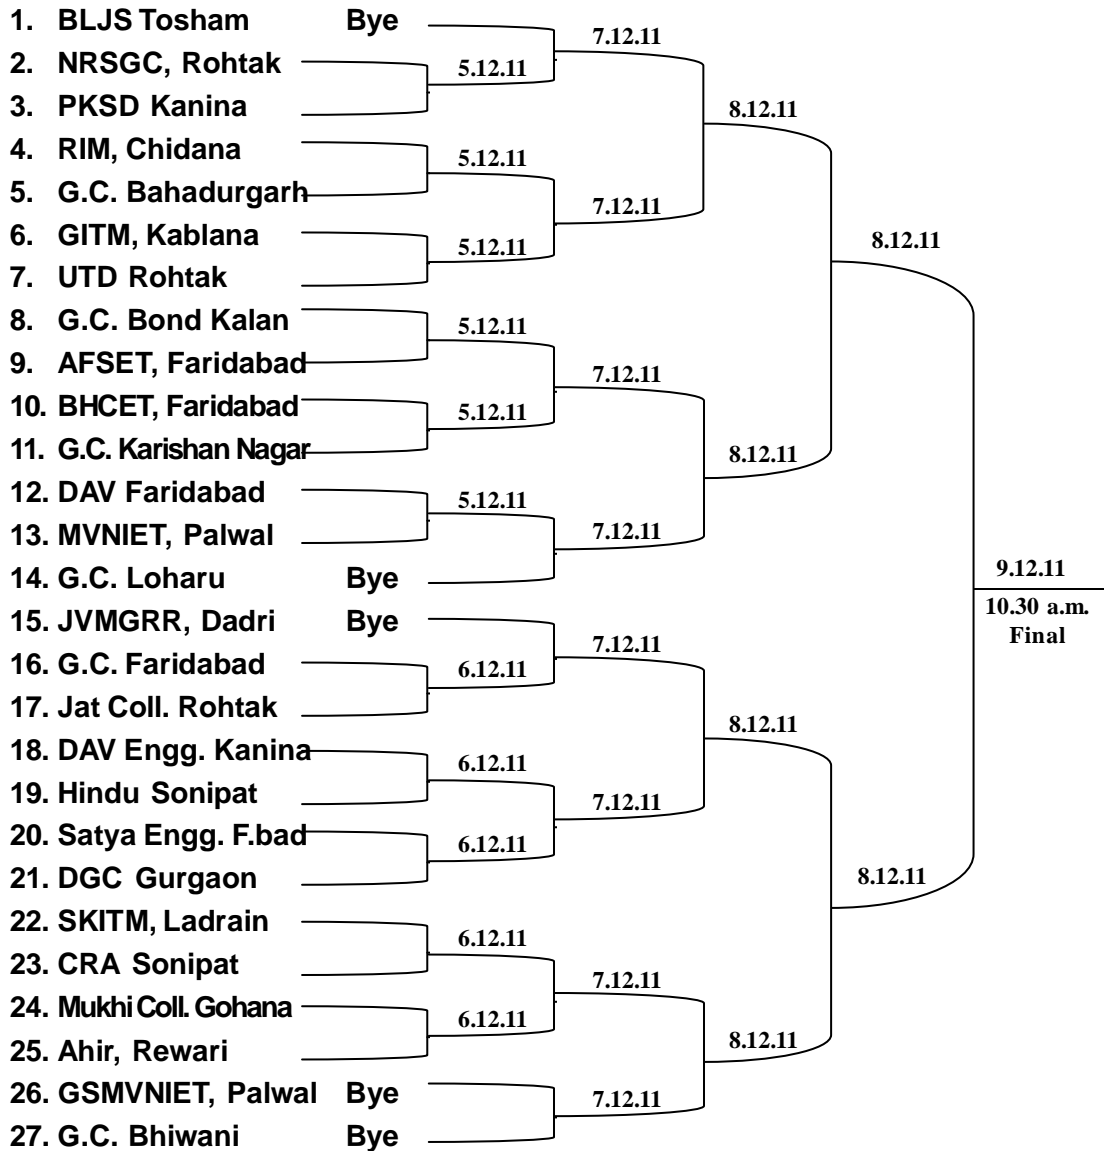 1. BLJS Tosham Bye
7.12.11
2. NRSGC, Rohtak
5.12.11
3. PKSD Kanina
8.12.11
4. RIM, Chidana
5.12.11
5. G.C. Bahadurgarh
7.12.11
6. GITM, Kablana
5.12.11
8.12.11
7. UTD Rohtak
8. G.C. Bond Kalan
5.12.11
9. AFSET, Faridabad
7.12.11
10. BHCET, Faridabad
5.12.11
11. G.C. Karishan Nagar
8.12.11
12. DAV Faridabad
5.12.11
13. MVNIET, Palwal
7.12.11
14. G.C. Loharu Bye
9.12.11
10.30 a.m.
Final
15. JVMGRR, Dadri Bye
7.12.11
16. G.C. Faridabad
6.12.11
17. Jat Coll. Rohtak
8.12.11
18. DAV Engg. Kanina
6.12.11
19. Hindu Sonipat
7.12.11
20. Satya Engg. F.bad
6.12.11
21. DGC Gurgaon
8.12.11
22. SKITM, Ladrain
6.12.11
23. CRA Sonipat
7.12.11
24. Mukhi Coll. Gohana
6.12.11
25. Ahir, Rewari
8.12.11
26. GSMVNIET, Palwal Bye
7.12.11
27. G.C. Bhiwani Bye